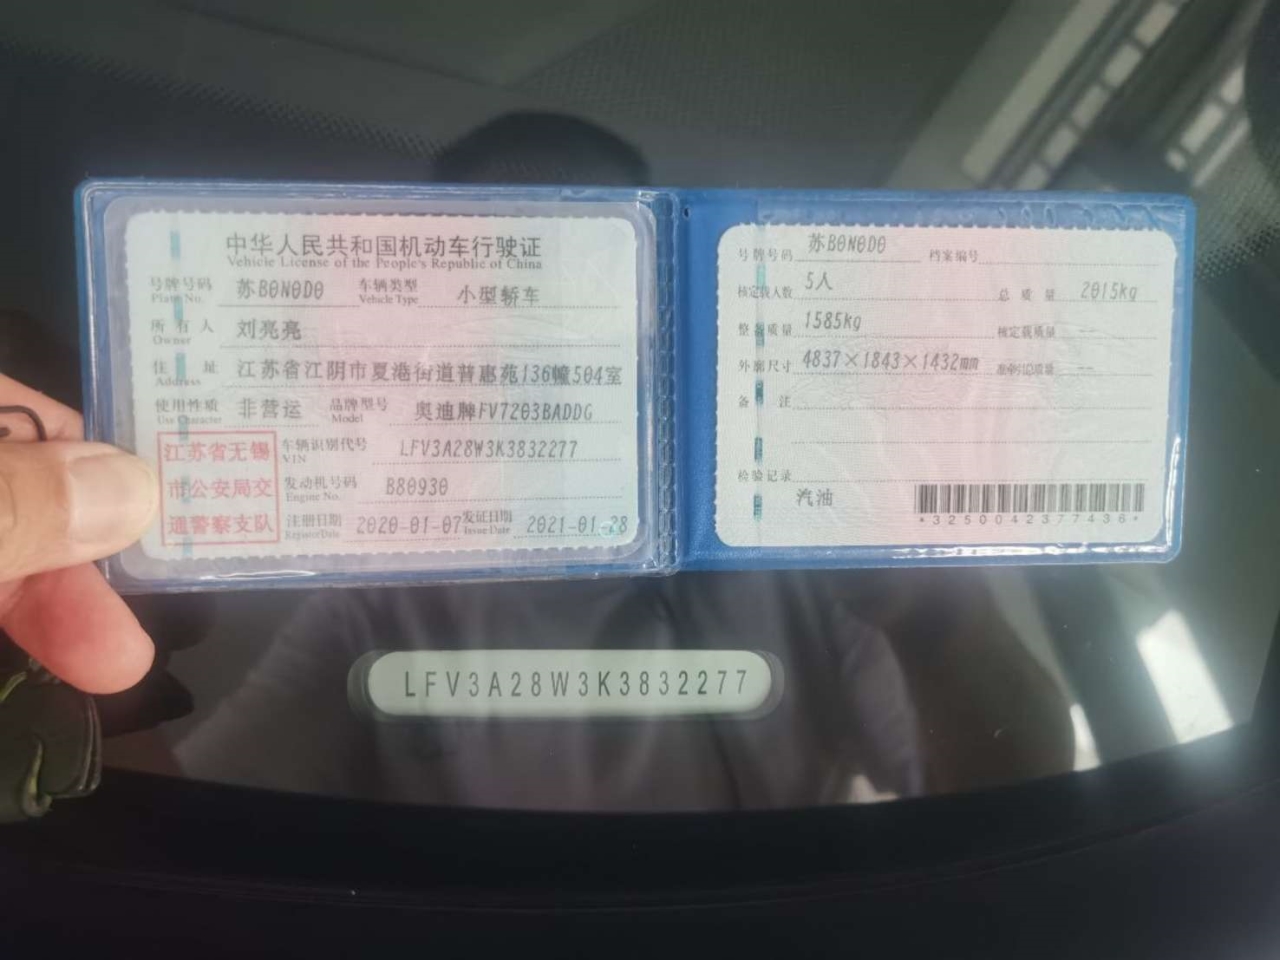 中华人民共和国机动车行驶证
Vehicle License of the People's Republic of China
号牌号码 苏B0N0D0 车辆类型 小型轿车
Plate No. Vehicle Type
所有人 刘亮亮
Owner
住址 江苏省江阴市夏港街道普惠苑136幢504室
Address
使用性质 非营运 品牌型号 奥迪牌FV7203BADDG
Use Character Model
江苏省无锡市公安局交通警察支队
车辆识别代号 LFV3A28W3K3832277
VIN
发动机号码 B80930
Engine No.
注册日期 2020-01-07 发证日期 2021-01-28
Register Date Issue Date
号牌号码 苏B0N0D0 档案编号
核定载人数 5人 总质量 2015kg
整备质量 1585kg 核定载质量 --
外廓尺寸 4837×1843×1432mm 准牵引总质量 --
备注
检验记录
汽油
*3250042377436*
LFV3A28W3K3832277